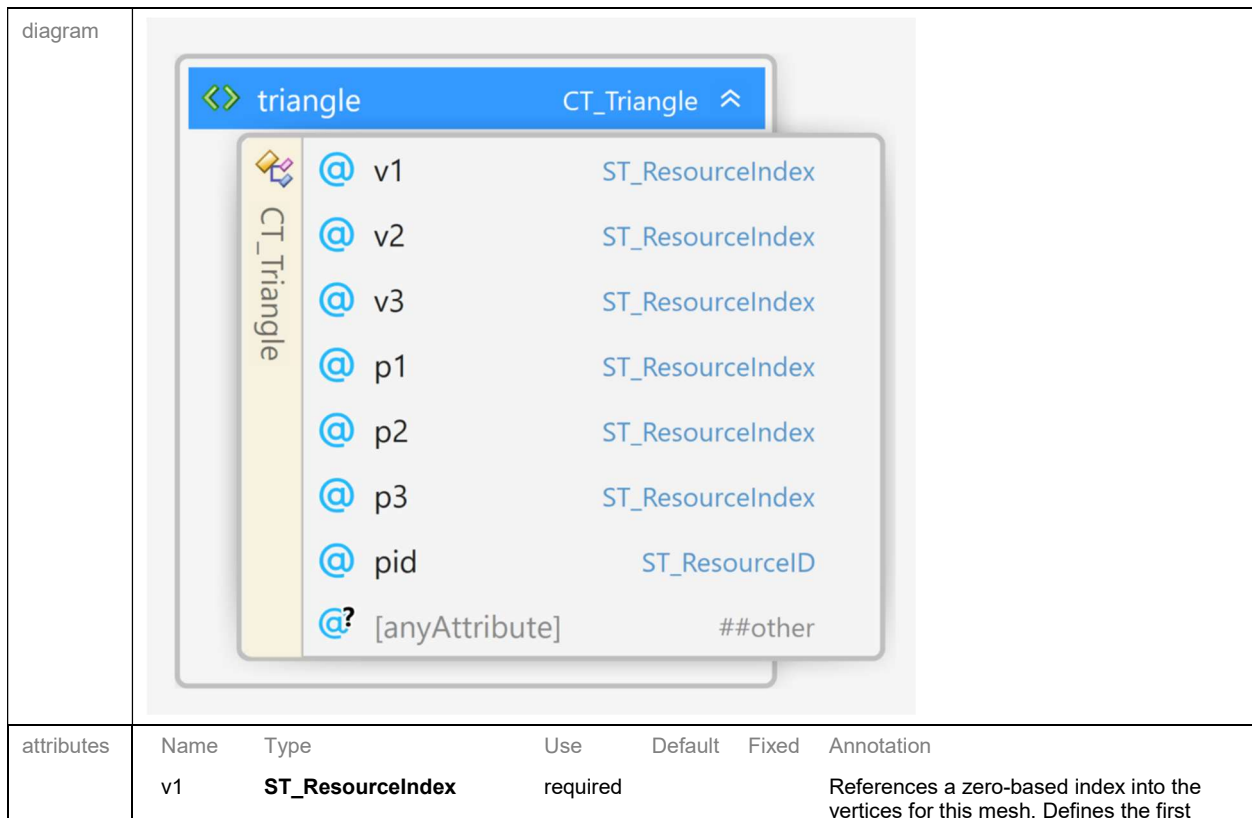 diagram
triangle CT_Triangle
CT_Triangle
@ v1 ST_ResourceIndex
@ v2 ST_ResourceIndex
@ v3 ST_ResourceIndex
@ p1 ST_ResourceIndex
@ p2 ST_ResourceIndex
@ p3 ST_ResourceIndex
@ pid ST_ResourceID
@? [anyAttribute] ##other
attributes Name Type Use Default Fixed Annotation
v1 ST_ResourceIndex required References a zero-based index into the
vertices for this mesh. Defines the first